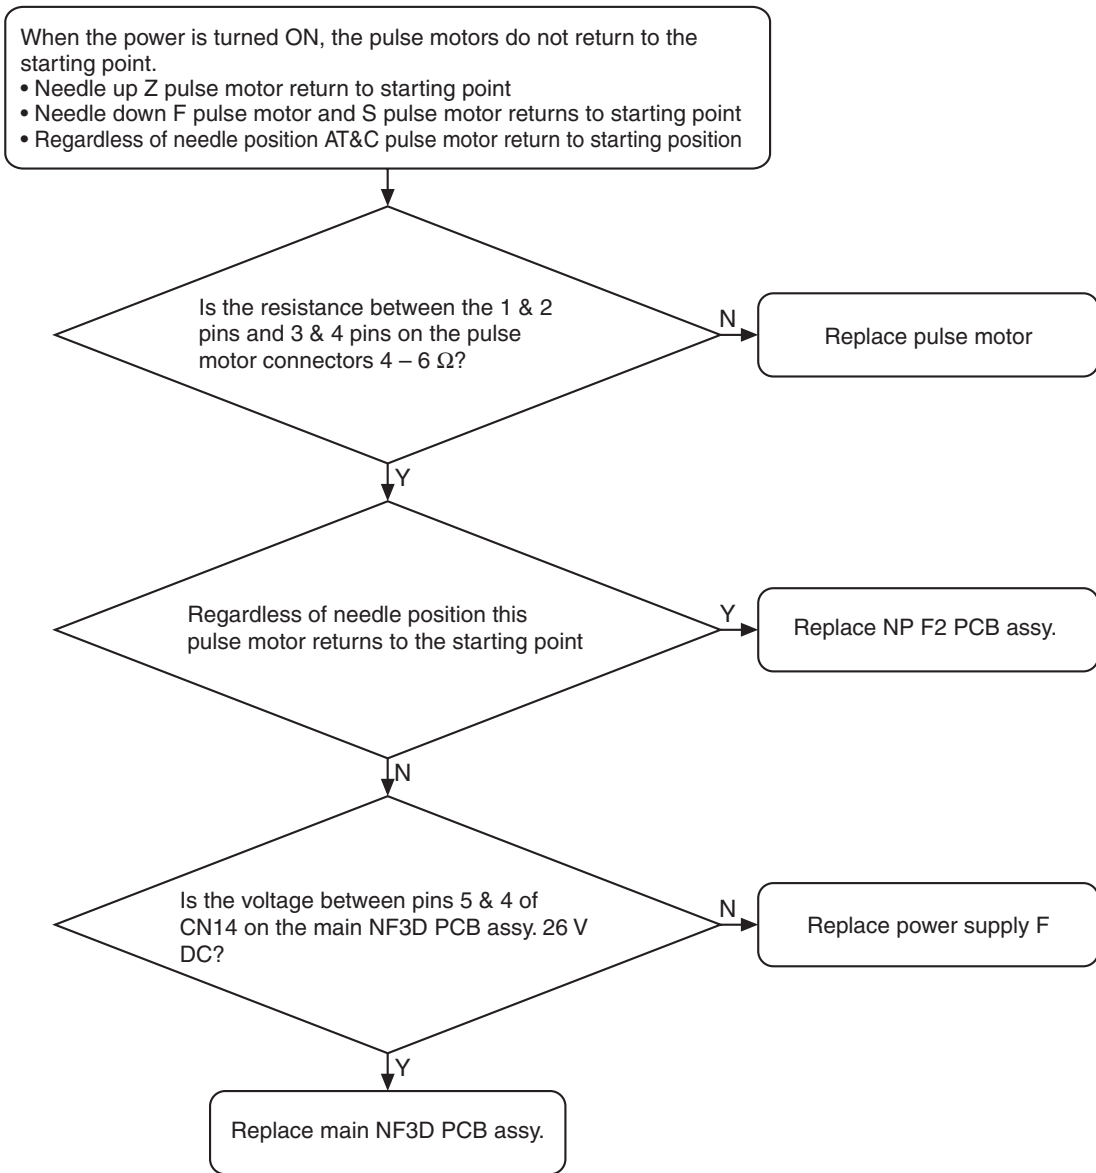 When the power is turned ON, the pulse motors do not return to the
starting point.
• Needle up Z pulse motor return to starting point
• Needle down F pulse motor and S pulse motor returns to starting point
• Regardless of needle position AT&C pulse motor return to starting position
Is the resistance between the 1 & 2
pins and 3 & 4 pins on the pulse
motor connectors 4 – 6 Ω?
N
Replace pulse motor
Y
Regardless of needle position this
pulse motor returns to the starting point
Y
Replace NP F2 PCB assy.
N
Is the voltage between pins 5 & 4 of
CN14 on the main NF3D PCB assy. 26 V
DC?
N
Replace power supply F
Y
Replace main NF3D PCB assy.